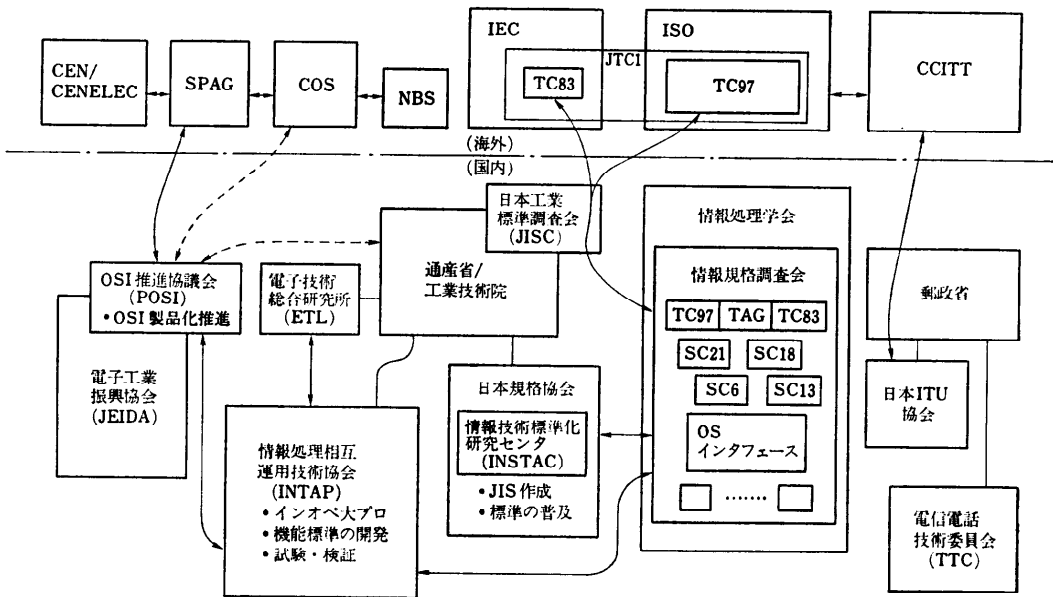 CEN/
CENELEC
SPAG
COS
NBS
IEC
ISO
JTC1
TC83
TC97
CCITT
(海外)
(国内)
日本工業
標準調査会
(JISC)
通産省/
工業技術院
OSI推進協議会
(POSI)
•OSI製品化推進
電子技術
総合研究所
(ETL)
電子工業
振興協会
(JEIDA)
情報処理相互
運用技術協会
(INTAP)
•インオペ大プロ
•機能標準の開発
•試験・検証
日本規格協会
情報技術標準化
研究センタ
(INSTAC)
•JIS作成
•標準の普及
情報処理学会
情報規格調査会
TC97 TAG TC83
SC21 SC18
SC6 SC13
OS
インタフェース
‥‥‥
郵政省
日本ITU
協会
電信電話
技術委員会
(TTC)